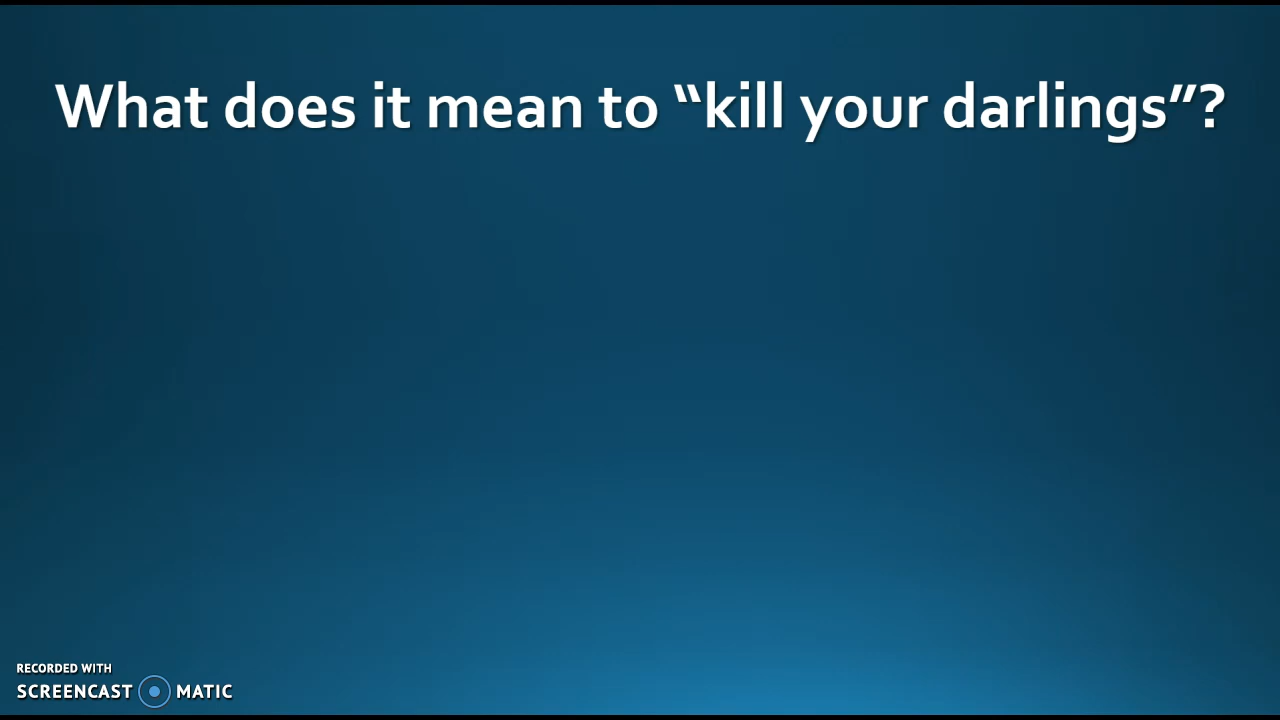 What does it mean to “kill your darlings”?
RECORDED WITH
SCREENCAST MATIC